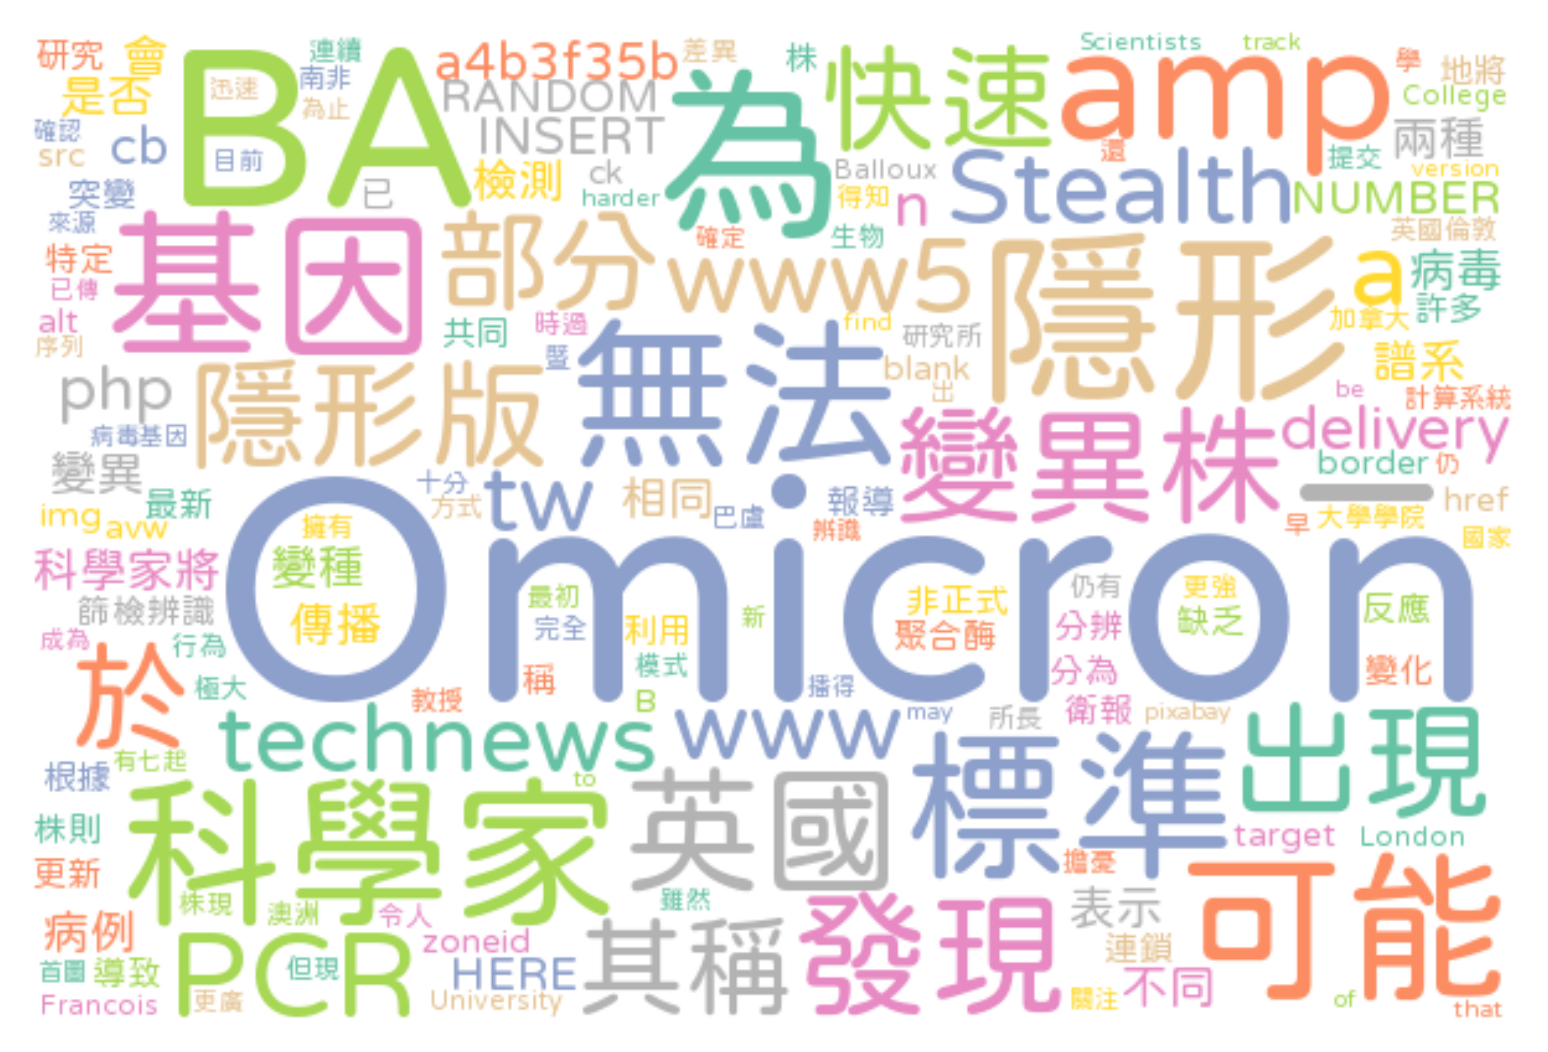 研究
會
連續
a4b3f35b
差異
株
快速
Scientists
track
amp
學
地將
是否
BA
迅速
南非
為止
RANDOM
為
College
確認
cb
目前
INSERT
還
提交
兩種
src
突變
已
檢測
ck
harder
Balloux
得知
n
Stealth
version
NUMBER
來源
基因
部分
確定
生物
英國倫敦
特定
已傳
www5
隱形
a
病毒
許多
alt
序列
共同
時過
暨
無法
find
研究所
加拿大
譜系
php
隱形版
blank
出
be
計算系統
病毒基因
變異株
delivery
變異
最新
十分
方式
tw
相同
巴盧
報導
辨識
border
仍
一
href
img
avw
擁有
早
大學學院
國家
科學家將
變種
Omicron
篩檢辨識
傳播
最初
完全
利用
新
非正式
聚合酶
仍有
分辨
更強
缺乏
反應
成為
行為
模式
於
極大
教授
稱
B
播得
分為
變化
technews
www
may
所長
衛報
pixabay
出現
有七起
根據
to
科學家
英國
標準
株則
target
London
更新
擔憂
可能
株現
澳洲
令人
雖然
發現
表示
病例
PCR
但現
zoneid
其稱
連鎖
首圖
導致
HERE
不同
Francois
更廣
University
關注
of
that